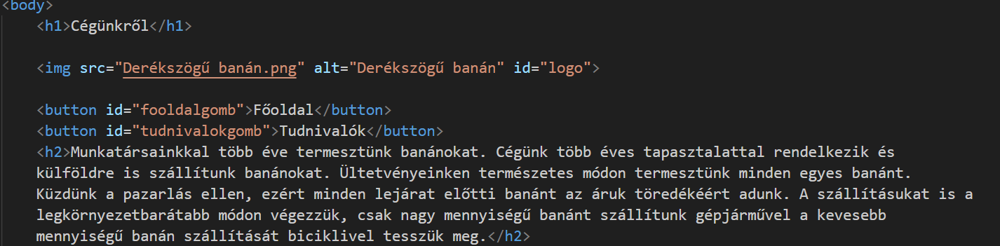 <body>
<h1>Cégünkről</h1>
<img src="Derékszögű banán.png" alt="Derékszögű banán" id="logo">
<button id="fooldalgomb">Főoldal</button>
<button id="tudnivalokgomb">Tudnivalók</button>
<h2>Munkatársainkkal több éve termesztünk banánokat. Cégünk több éves tapasztalattal rendelkezik és
külföldre is szállítunk banánokat. Ültetvényeinken természetes módon termesztünk minden egyes banánt.
Küzdünk a pazarlás ellen, ezért minden lejárat előtti banánt az áruk töredékéért adunk. A szállításukat is a
legkörnyezetbarátabb módon végezzük, csak nagy mennyiségű banánt szállítunk gépjárművel a kevesebb
mennyiségű banán szállítását biciklivel tesszük meg.</h2>